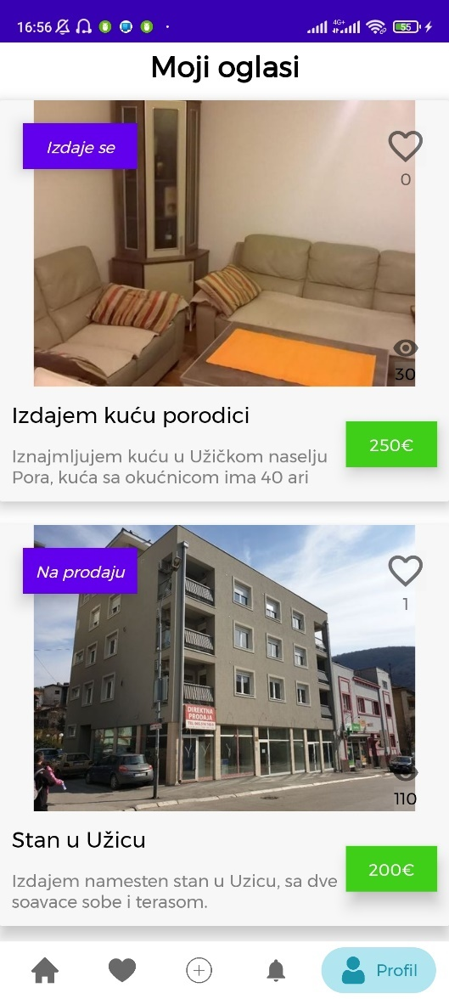 16:56 4G+ 55
Moji oglasi
Izdaje se
0
30
Izdajem kuću porodici
Iznajmljujem kuću u Užičkom naselju
Pora, kuća sa okućnicom ima 40 ari
250€
Na prodaju
1
DIREKTNA
PRODAJA
110
Stan u Užicu
Izdajem namesten stan u Uzicu, sa dve
soavace sobe i terasom.
200€
Profil